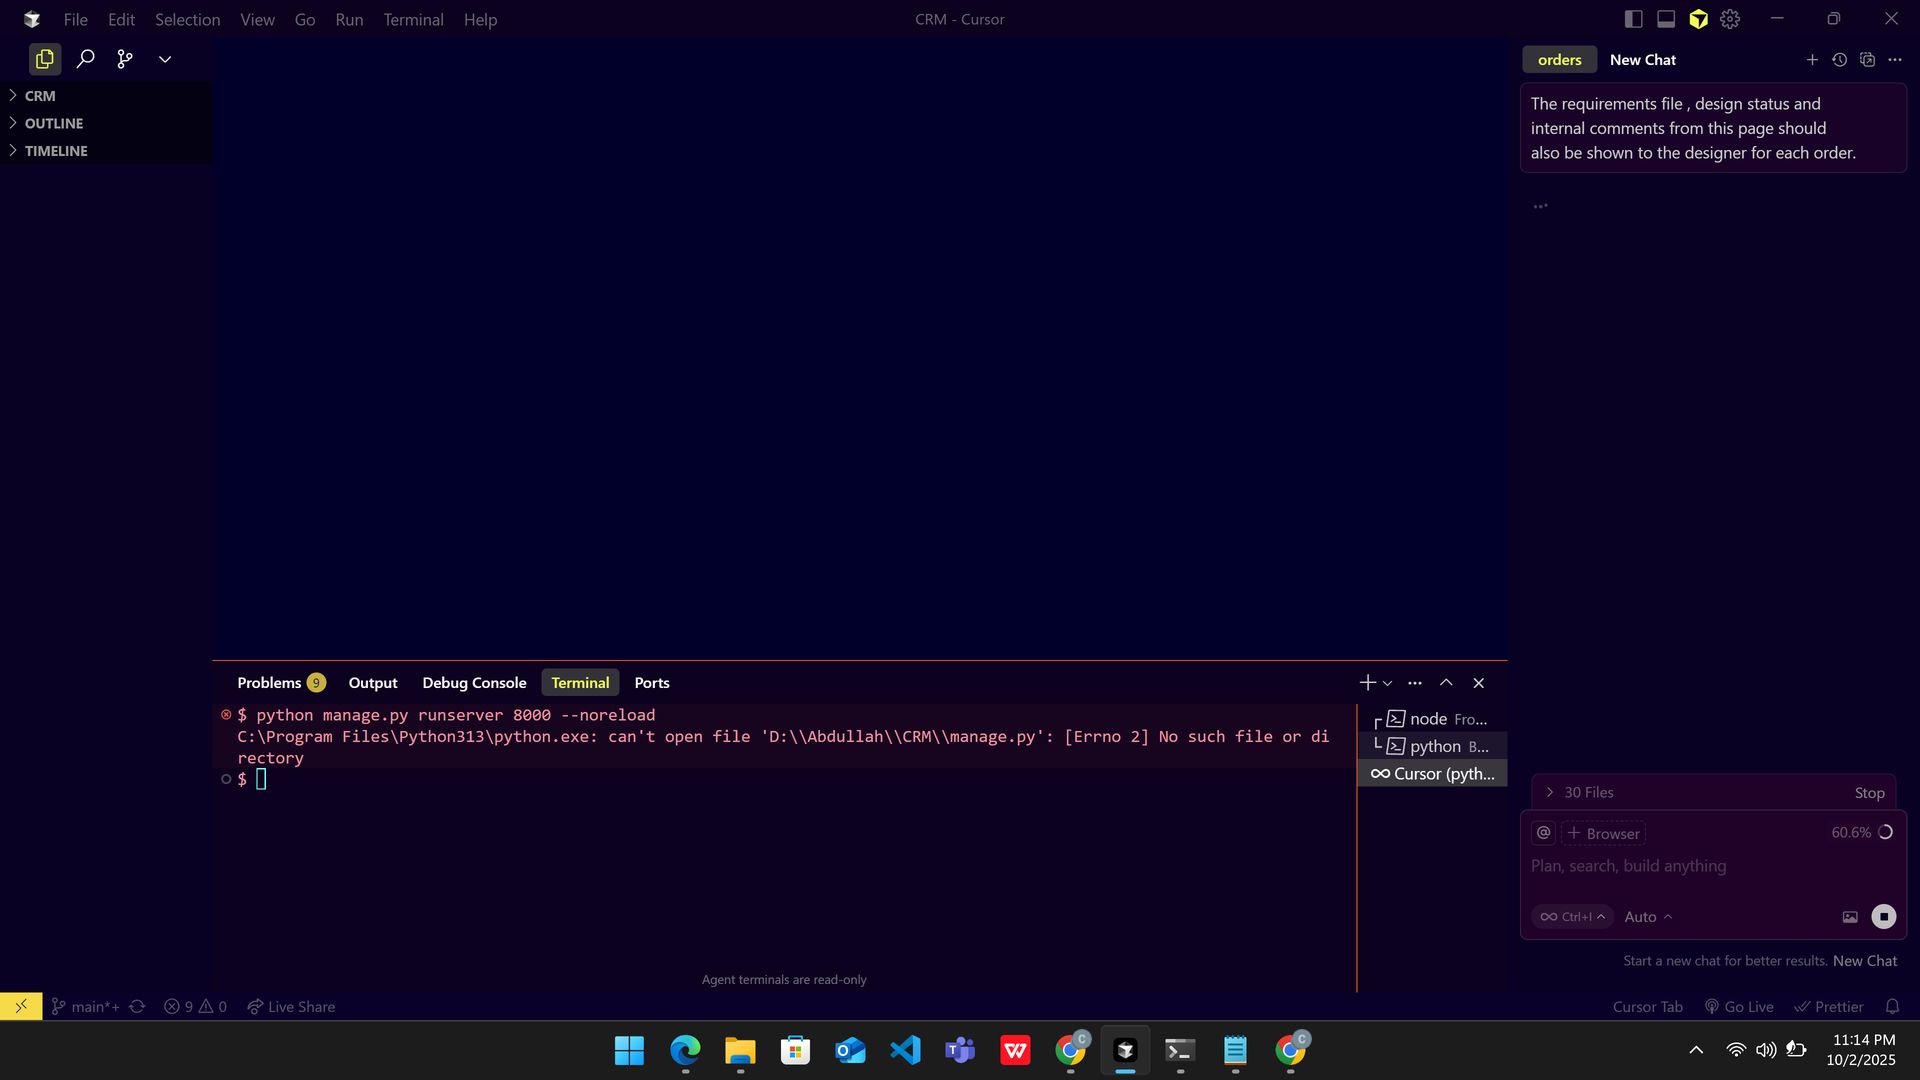 File Edit Selection View Go Run Terminal Help
CRM - Cursor
CRM
OUTLINE
TIMELINE
orders New Chat
The requirements file , design status and
internal comments from this page should
also be shown to the designer for each order.
Problems 9 Output Debug Console Terminal Ports
$ python manage.py runserver 8000 --noreload
C:\Program Files\Python313\python.exe: can't open file 'D:\\Abdullah\\CRM\\manage.py': [Errno 2] No such file or di
rectory
$
node Fro...
python B...
Cursor (pyth...
Agent terminals are read-only
30 Files Stop
@ Browser 60.6%
Plan, search, build anything
Ctrl+I Auto
Start a new chat for better results. New Chat
main*+ 9 0 Live Share
Cursor Tab Go Live Prettier
11:14 PM
10/2/2025